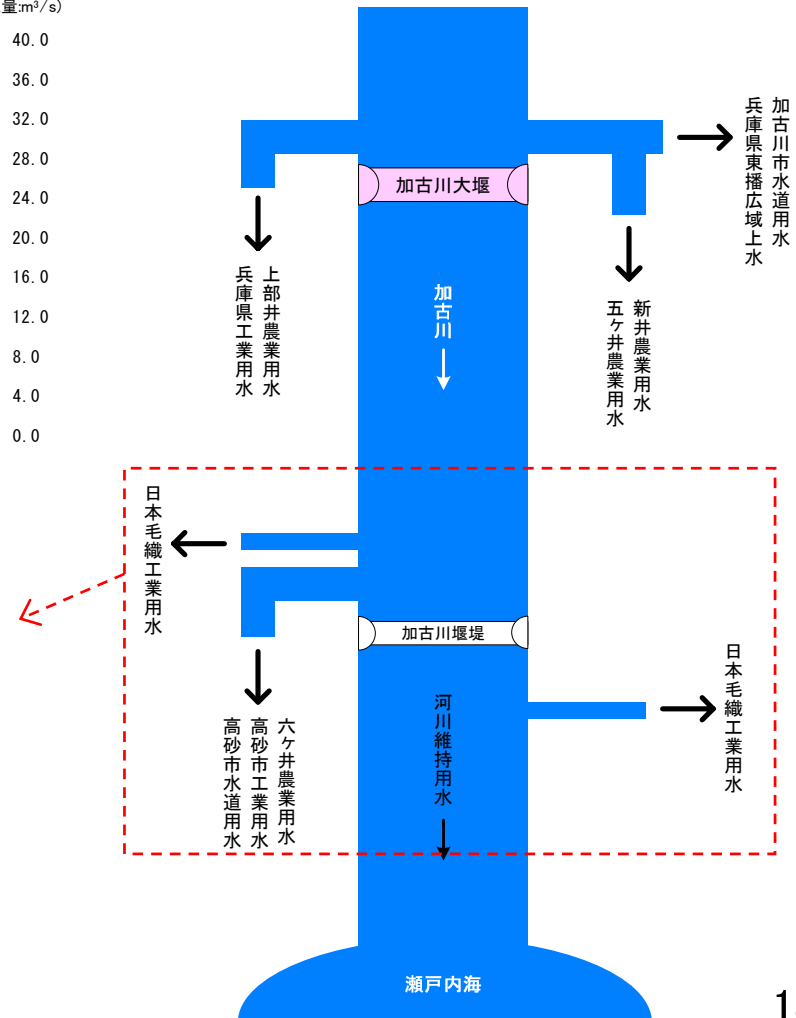 量:m³/s)
40.0
36.0
32.0
28.0
24.0
20.0
16.0
12.0
8.0
4.0
0.0
加古川市水道用水
兵庫県東播広域上水
加古川大堰
上部井農業用水
兵庫県工業用水
加古川
新井農業用水
五ヶ井農業用水
日本毛織工業用水
加古川堰堤
六ヶ井農業用水
高砂市工業用水
高砂市水道用水
河川維持用水
日本毛織工業用水
瀬戸内海
1